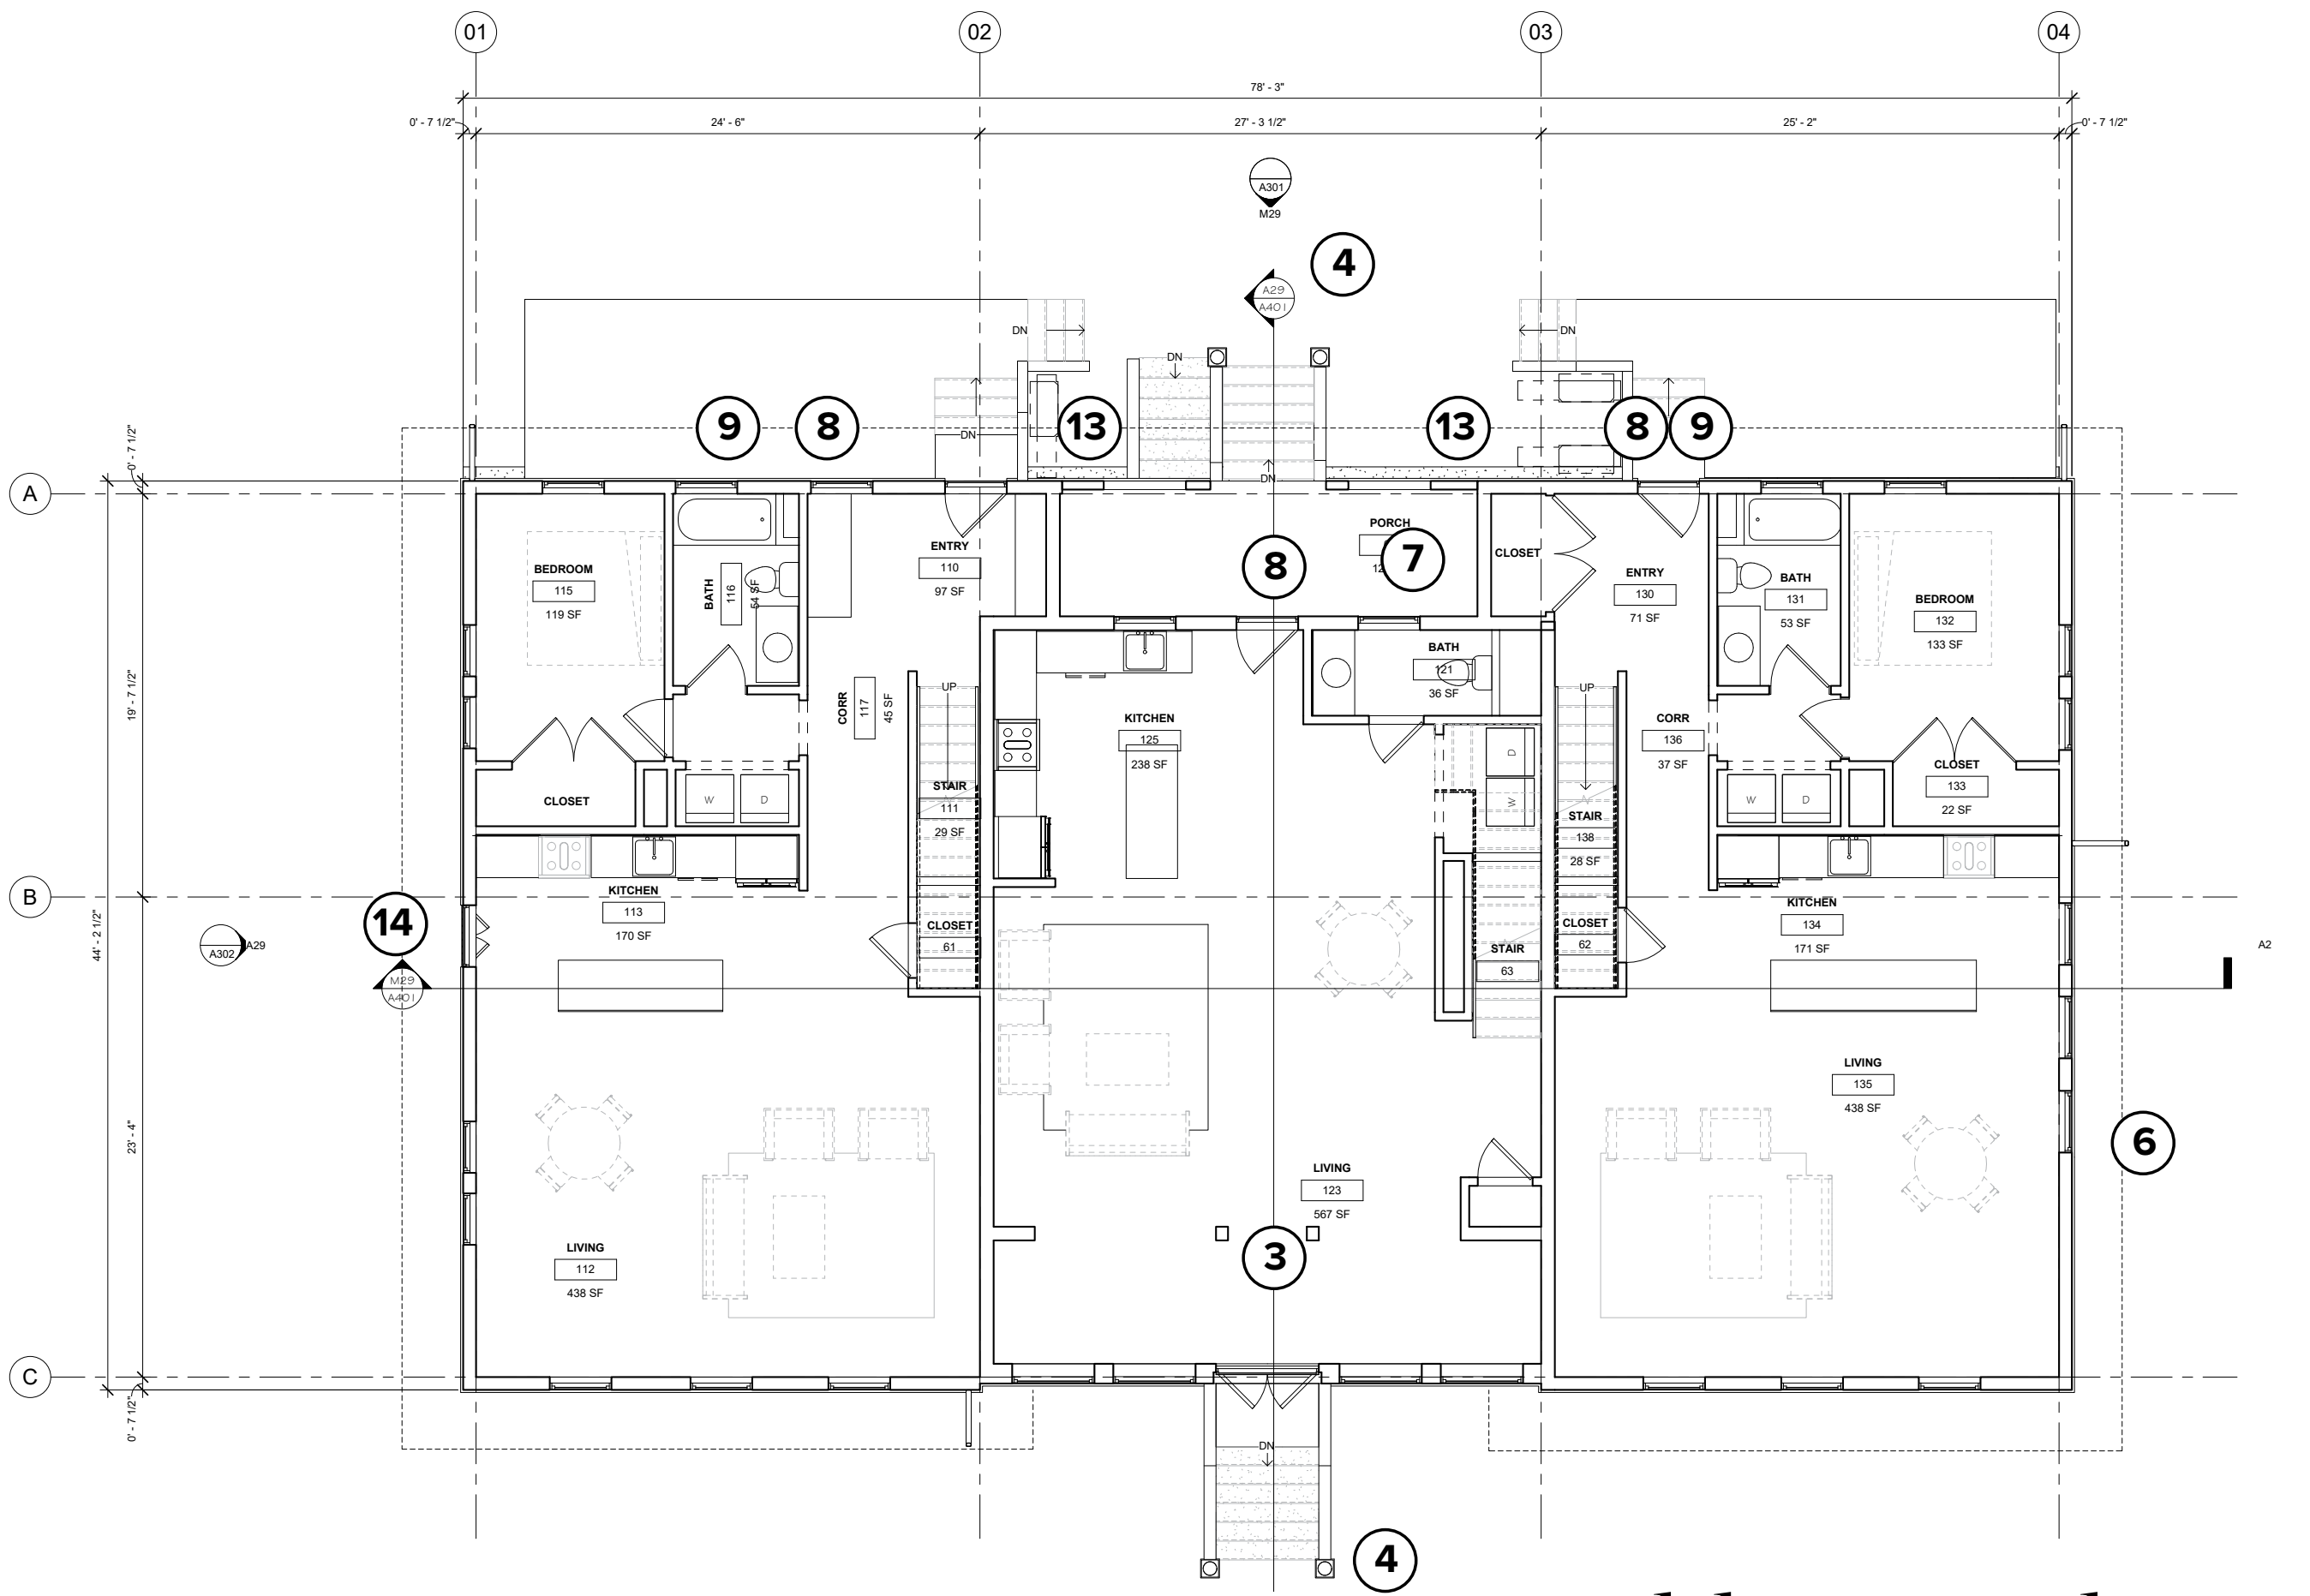 01
02
03
04
78' - 3"
0' - 7 1/2"
24' - 6"
27' - 3 1/2"
25' - 2"
0' - 7 1/2"
A301
M29
4
A29
A401
DN
DN
DN
DN
DN
9
8
13
13
8
9
0' - 7 1/2"
A
PORCH
7
8
CLOSET
ENTRY
110
97 SF
BEDROOM
115
119 SF
BATH
116
54 SF
ENTRY
130
71 SF
BATH
131
53 SF
BEDROOM
132
133 SF
BATH
121
36 SF
19' - 7 1/2"
CORR
117
45 SF
UP
KITCHEN
125
238 SF
UP
CORR
136
37 SF
D
W
CLOSET
W
D
STAIR
111
29 SF
STAIR
138
28 SF
W
D
CLOSET
133
22 SF
B
KITCHEN
113
170 SF
14
44' - 2 1/2"
A302
A29
M29
A401
CLOSET
61
STAIR
63
CLOSET
62
KITCHEN
134
171 SF
A2
LIVING
135
438 SF
6
23' - 4"
LIVING
123
567 SF
LIVING
112
438 SF
3
C
0' - 7 1/2"
DN
4